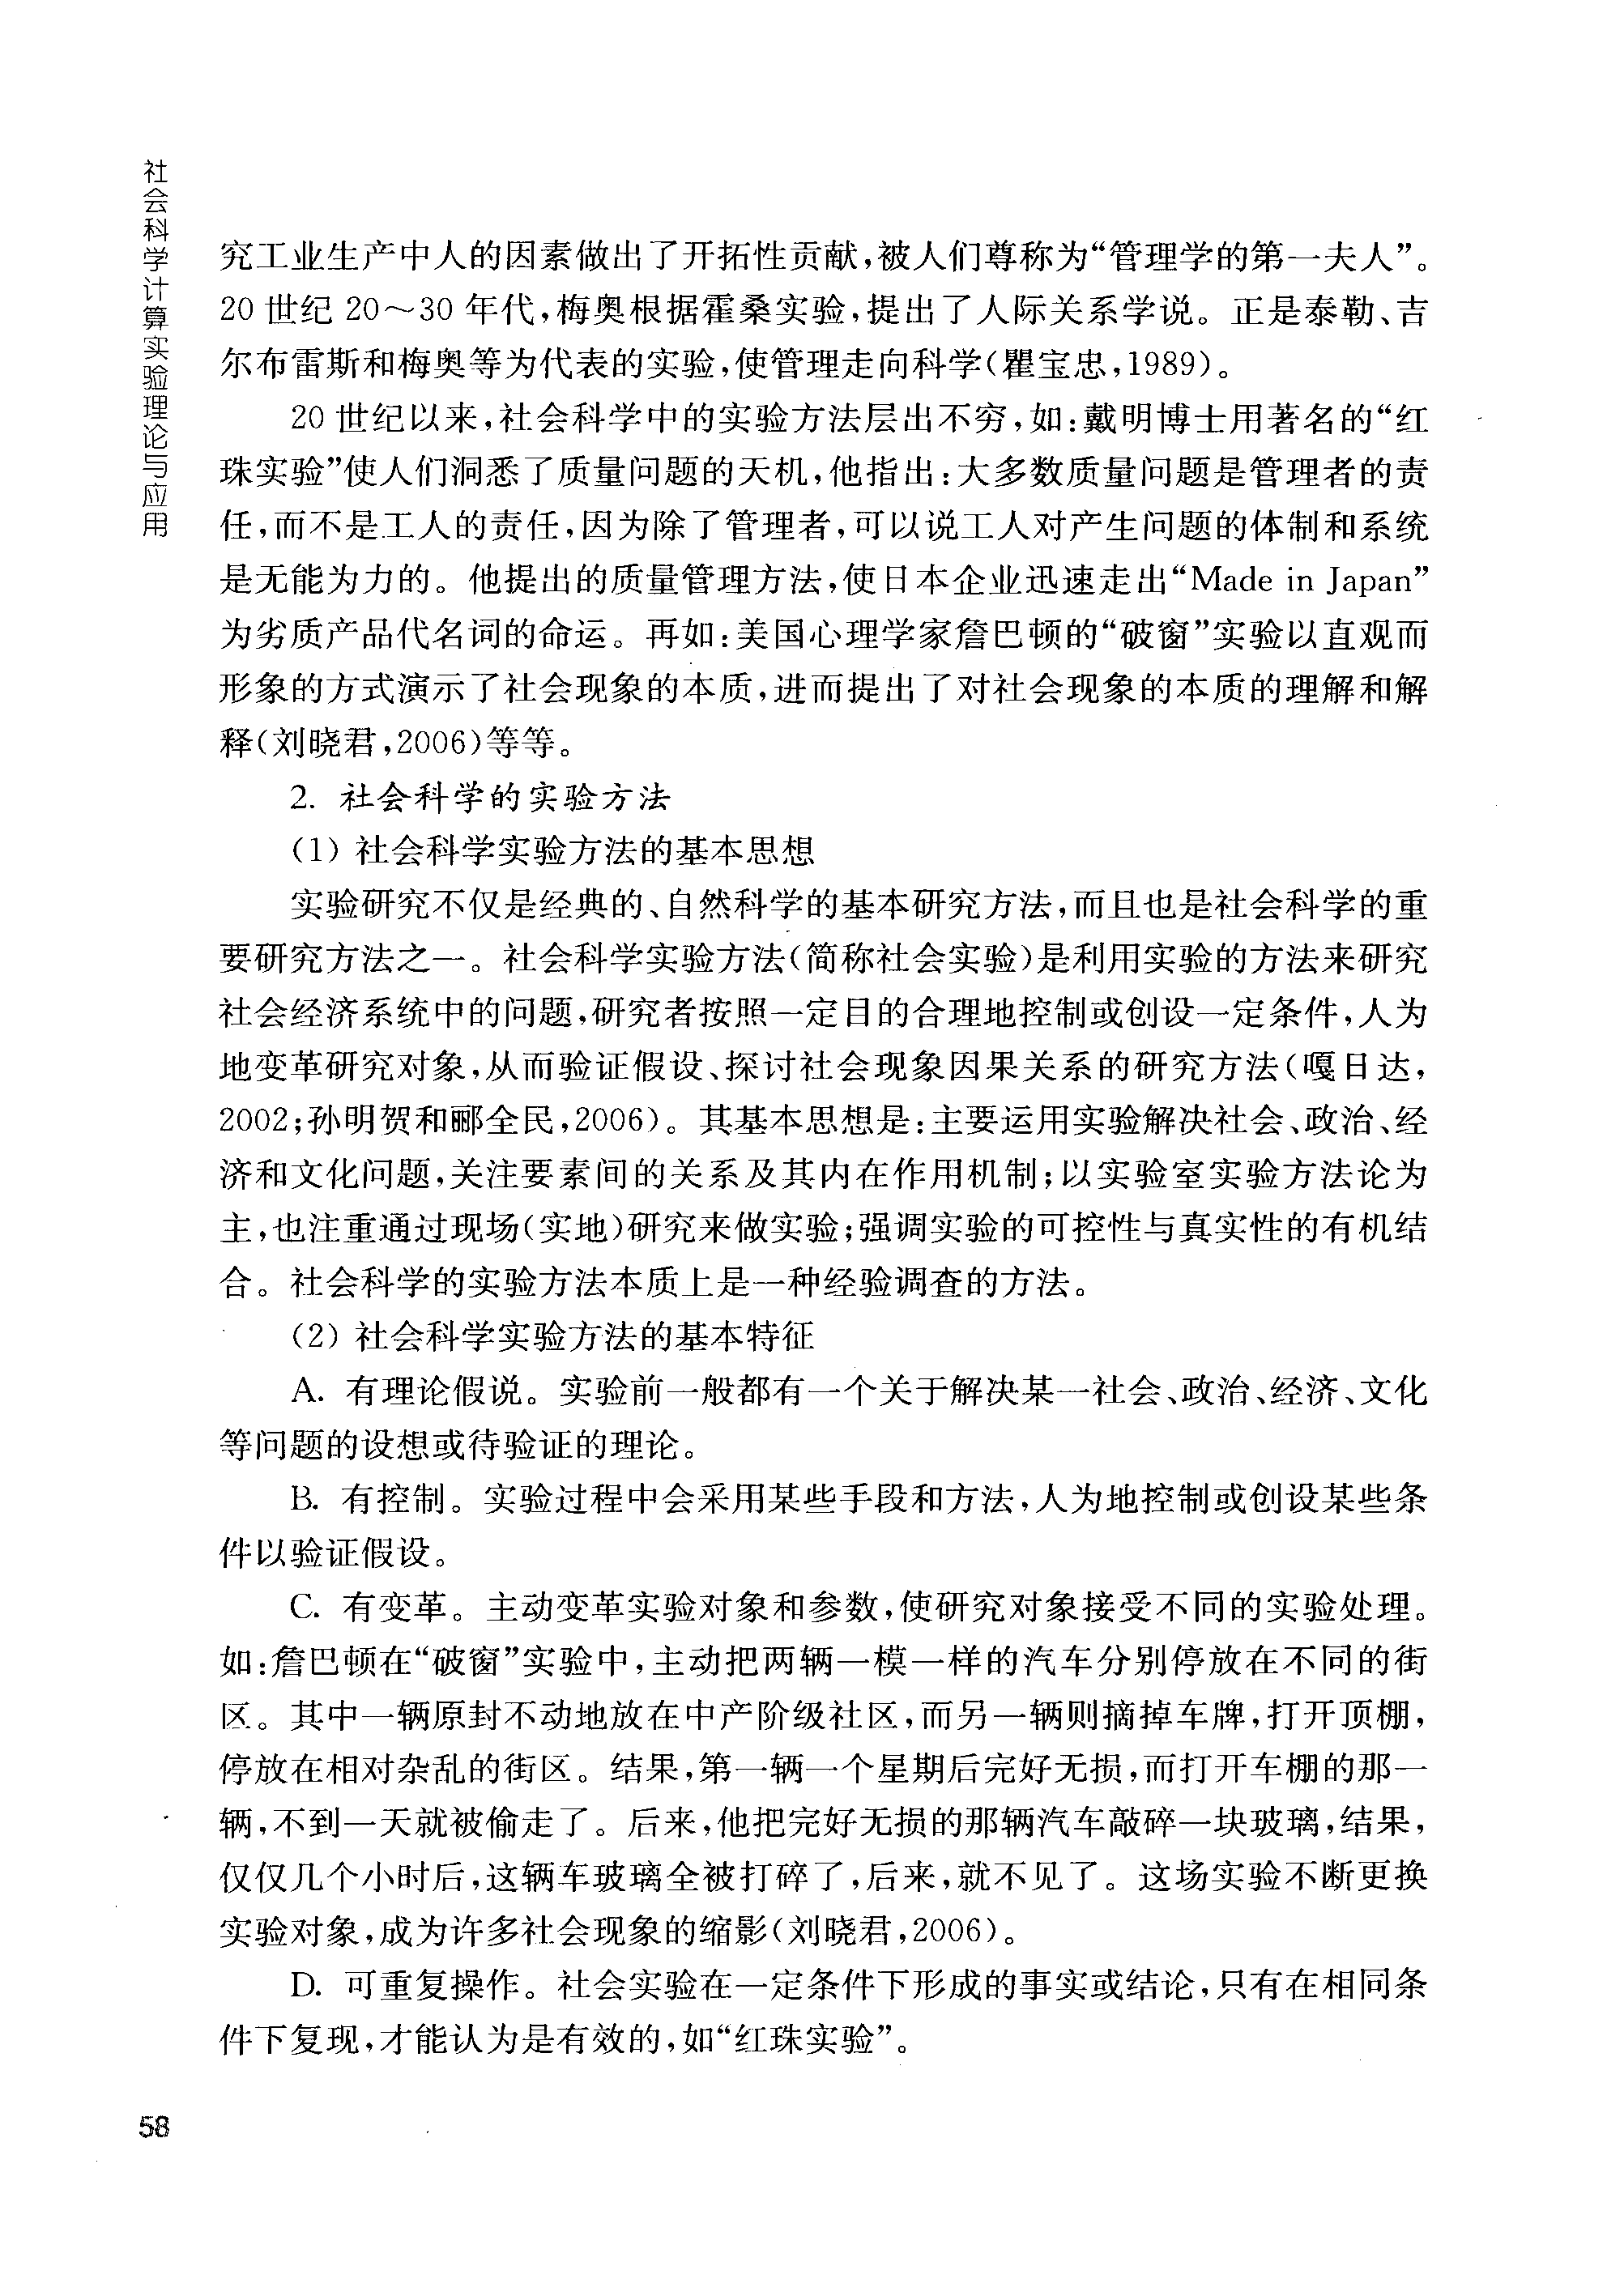 社会科学计算实验理论与应用
究工业生产中人的因素做出了开拓性贡献,被人们尊称为“管理学的第一夫人”。
20世纪20～30年代,梅奥根据霍桑实验,提出了人际关系学说。正是泰勒、吉
尔布雷斯和梅奥等为代表的实验,使管理走向科学(瞿宝忠,1989)。
20世纪以来,社会科学中的实验方法层出不穷,如:戴明博士用著名的“红
珠实验”使人们洞悉了质量问题的天机,他指出:大多数质量问题是管理者的责
任,而不是工人的责任,因为除了管理者,可以说工人对产生问题的体制和系统
是无能为力的。他提出的质量管理方法,使日本企业迅速走出“Made in Japan”
为劣质产品代名词的命运。再如:美国心理学家詹巴顿的“破窗”实验以直观而
形象的方式演示了社会现象的本质,进而提出了对社会现象的本质的理解和解
释(刘晓君,2006)等等。
2. 社会科学的实验方法
(1) 社会科学实验方法的基本思想
实验研究不仅是经典的、自然科学的基本研究方法,而且也是社会科学的重
要研究方法之一。社会科学实验方法(简称社会实验)是利用实验的方法来研究
社会经济系统中的问题,研究者按照一定目的合理地控制或创设一定条件,人为
地变革研究对象,从而验证假设、探讨社会现象因果关系的研究方法(嘎日达,
2002;孙明贺和郦全民,2006)。其基本思想是:主要运用实验解决社会、政治、经
济和文化问题,关注要素间的关系及其内在作用机制;以实验室实验方法论为
主,也注重通过现场(实地)研究来做实验;强调实验的可控性与真实性的有机结
合。社会科学的实验方法本质上是一种经验调查的方法。
(2) 社会科学实验方法的基本特征
A. 有理论假说。实验前一般都有一个关于解决某一社会、政治、经济、文化
等问题的设想或待验证的理论。
B. 有控制。实验过程中会采用某些手段和方法,人为地控制或创设某些条
件以验证假设。
C. 有变革。主动变革实验对象和参数,使研究对象接受不同的实验处理。
如:詹巴顿在“破窗”实验中,主动把两辆一模一样的汽车分别停放在不同的街
区。其中一辆原封不动地放在中产阶级社区,而另一辆则摘掉车牌,打开顶棚,
停放在相对杂乱的街区。结果,第一辆一个星期后完好无损,而打开车棚的那一
辆,不到一天就被偷走了。后来,他把完好无损的那辆汽车敲碎一块玻璃,结果,
仅仅几个小时后,这辆车玻璃全被打碎了,后来,就不见了。这场实验不断更换
实验对象,成为许多社会现象的缩影(刘晓君,2006)。
D. 可重复操作。社会实验在一定条件下形成的事实或结论,只有在相同条
件下复现,才能认为是有效的,如“红珠实验”。
58